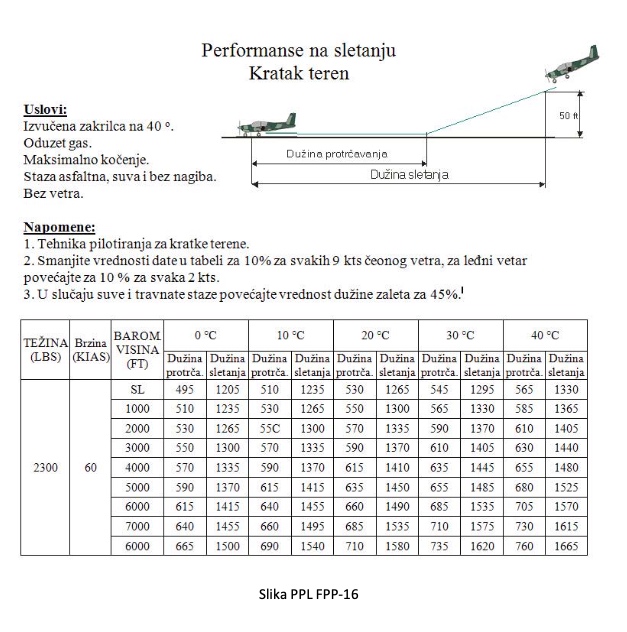 Performanse na sletanju
Kratak teren
Uslovi:
Izvučena zakrilca na 40 °.
Oduzet gas.
Maksimalno kočenje.
Staza asfaltna, suva i bez nagiba.
Bez vetra.
50 ft
Dužina protrčavanja
Dužina sletanja
Napomene:
1. Tehnika pilotiranja za kratke terene.
2. Smanjite vrednosti date u tabeli za 10% za svakih 9 kts čeonog vetra, za leđni vetar
povećajte za 10 % za svaka 2 kts.
3. U slučaju suve i travnate staze povećajte vrednost dužine zaleta za 45%.
TEŽINA (LBS) Brzina (KIAS) BAROM. VISINA (FT) 0 °C 10 °C 20 °C 30 °C 40 °C
Dužina protrča. Dužina sletanja Dužina protrča. Dužina sletanja Dužina protrča. Dužina sletanja Dužina protrča. Dužina sletanja Dužina protrča. Dužina sletanja
SL 495 1205 510 1235 530 1265 545 1295 565 1330
1000 510 1235 530 1265 550 1300 565 1330 585 1365
2000 530 1265 55C 1300 570 1335 590 1370 610 1405
3000 550 1300 570 1335 590 1370 610 1405 630 1440
2300 60 4000 570 1335 590 1370 615 1410 635 1445 655 1480
5000 590 1370 615 1415 635 1450 655 1485 680 1525
6000 615 1415 640 1455 660 1490 685 1535 705 1570
7000 640 1455 660 1495 685 1535 710 1575 730 1615
6000 665 1500 690 1540 710 1580 735 1620 760 1665
Slika PPL FPP-16